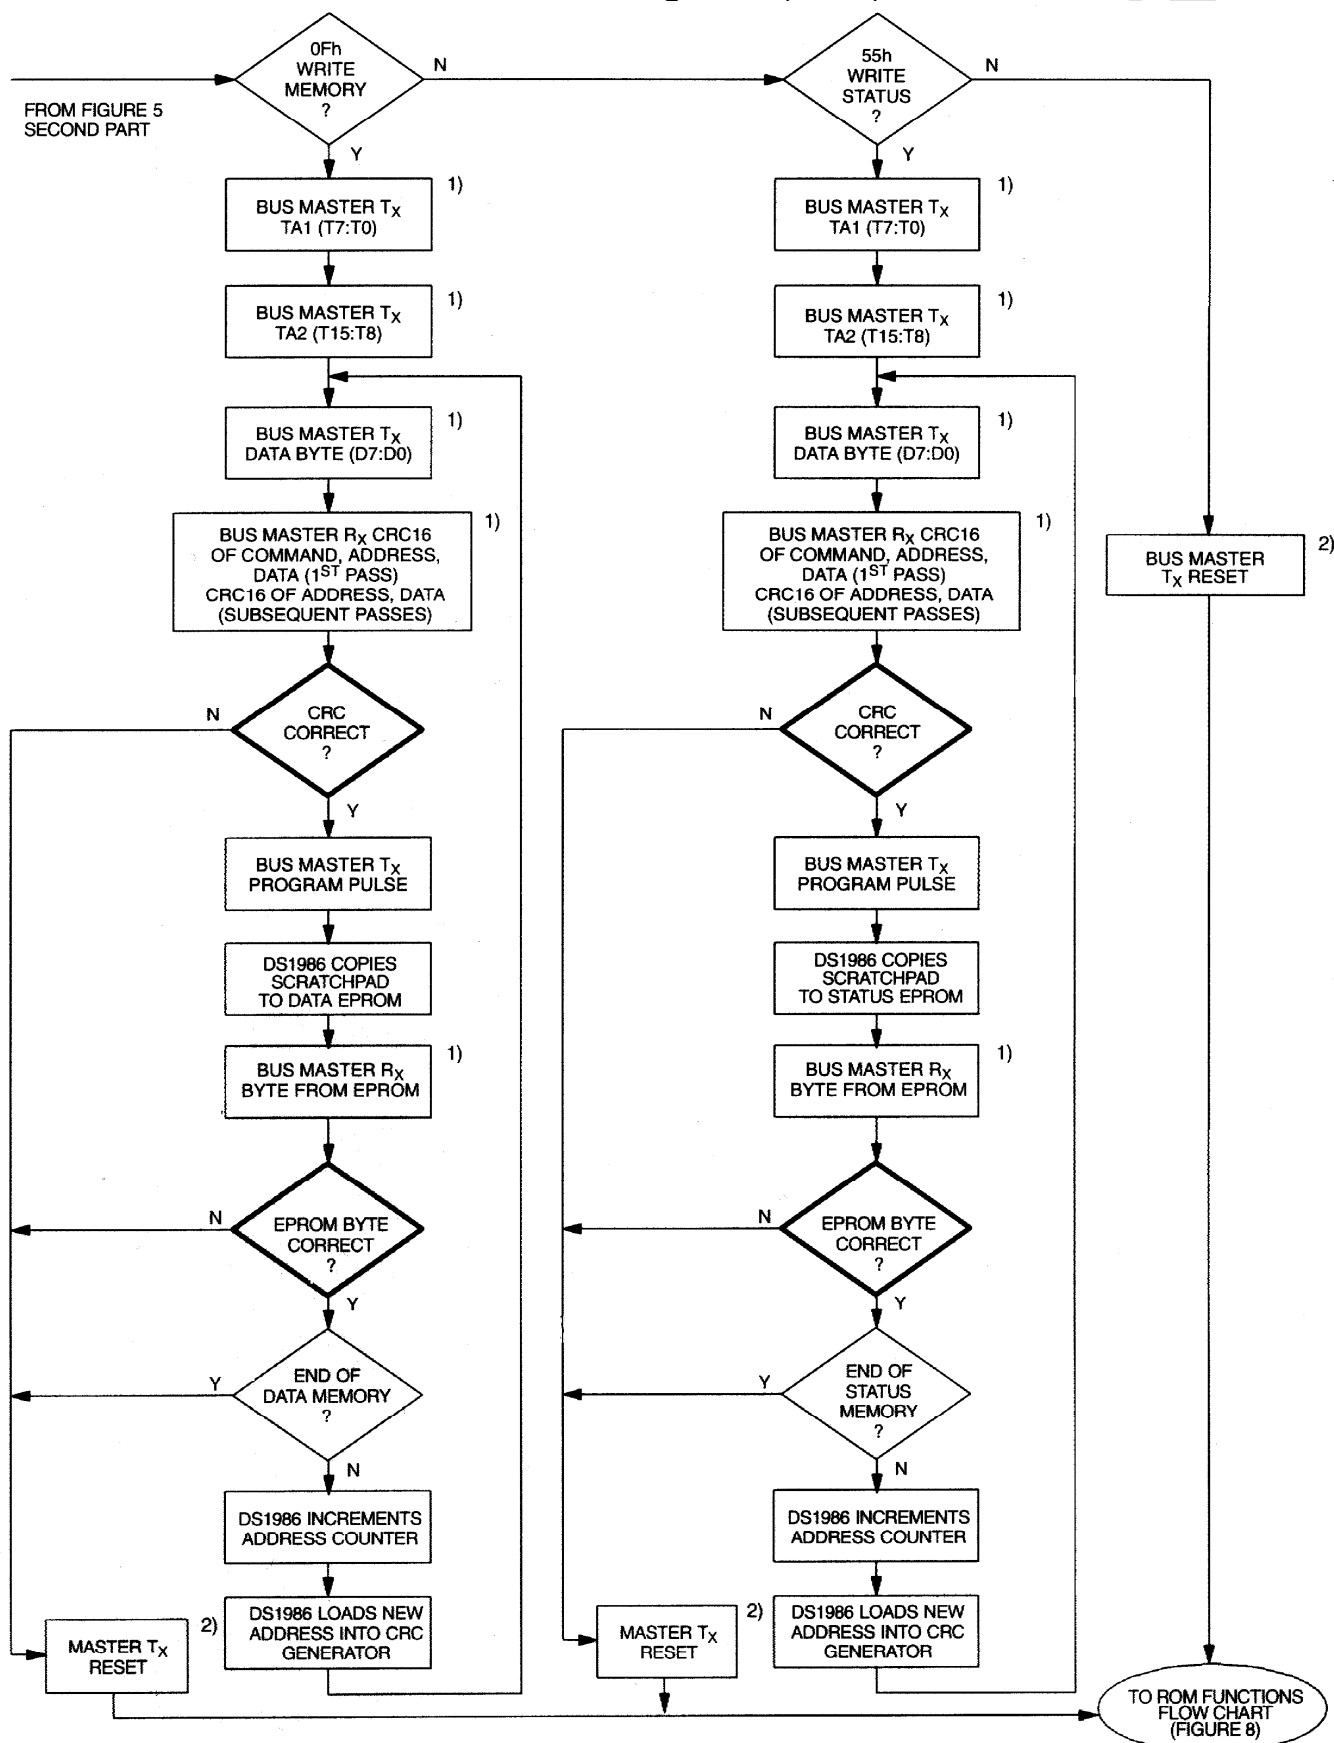 0Fh
WRITE
MEMORY
?
N
Y
FROM FIGURE 5
SECOND PART
BUS MASTER TX
TA1 (T7:T0)
1)
BUS MASTER TX
TA2 (T15:T8)
1)
BUS MASTER TX
DATA BYTE (D7:D0)
1)
BUS MASTER RX CRC16
OF COMMAND, ADDRESS,
DATA (1ST PASS)
CRC16 OF ADDRESS, DATA
(SUBSEQUENT PASSES)
1)
CRC
CORRECT
?
N
Y
BUS MASTER TX
PROGRAM PULSE
DS1986 COPIES
SCRATCHPAD
TO DATA EPROM
BUS MASTER RX
BYTE FROM EPROM
1)
EPROM BYTE
CORRECT
?
N
Y
END OF
DATA MEMORY
?
Y
N
DS1986 INCREMENTS
ADDRESS COUNTER
DS1986 LOADS NEW
ADDRESS INTO CRC
GENERATOR
MASTER TX
RESET
2)
55h
WRITE
STATUS
?
N
Y
BUS MASTER TX
TA1 (T7:T0)
1)
BUS MASTER TX
TA2 (T15:T8)
1)
BUS MASTER TX
DATA BYTE (D7:D0)
1)
BUS MASTER RX CRC16
OF COMMAND, ADDRESS,
DATA (1ST PASS)
CRC16 OF ADDRESS, DATA
(SUBSEQUENT PASSES)
1)
CRC
CORRECT
?
N
Y
BUS MASTER TX
PROGRAM PULSE
DS1986 COPIES
SCRATCHPAD
TO STATUS EPROM
BUS MASTER RX
BYTE FROM EPROM
1)
EPROM BYTE
CORRECT
?
N
Y
END OF
STATUS
MEMORY
?
Y
N
DS1986 INCREMENTS
ADDRESS COUNTER
DS1986 LOADS NEW
ADDRESS INTO CRC
GENERATOR
MASTER TX
RESET
2)
BUS MASTER
TX RESET
2)
TO ROM FUNCTIONS
FLOW CHART
(FIGURE 8)